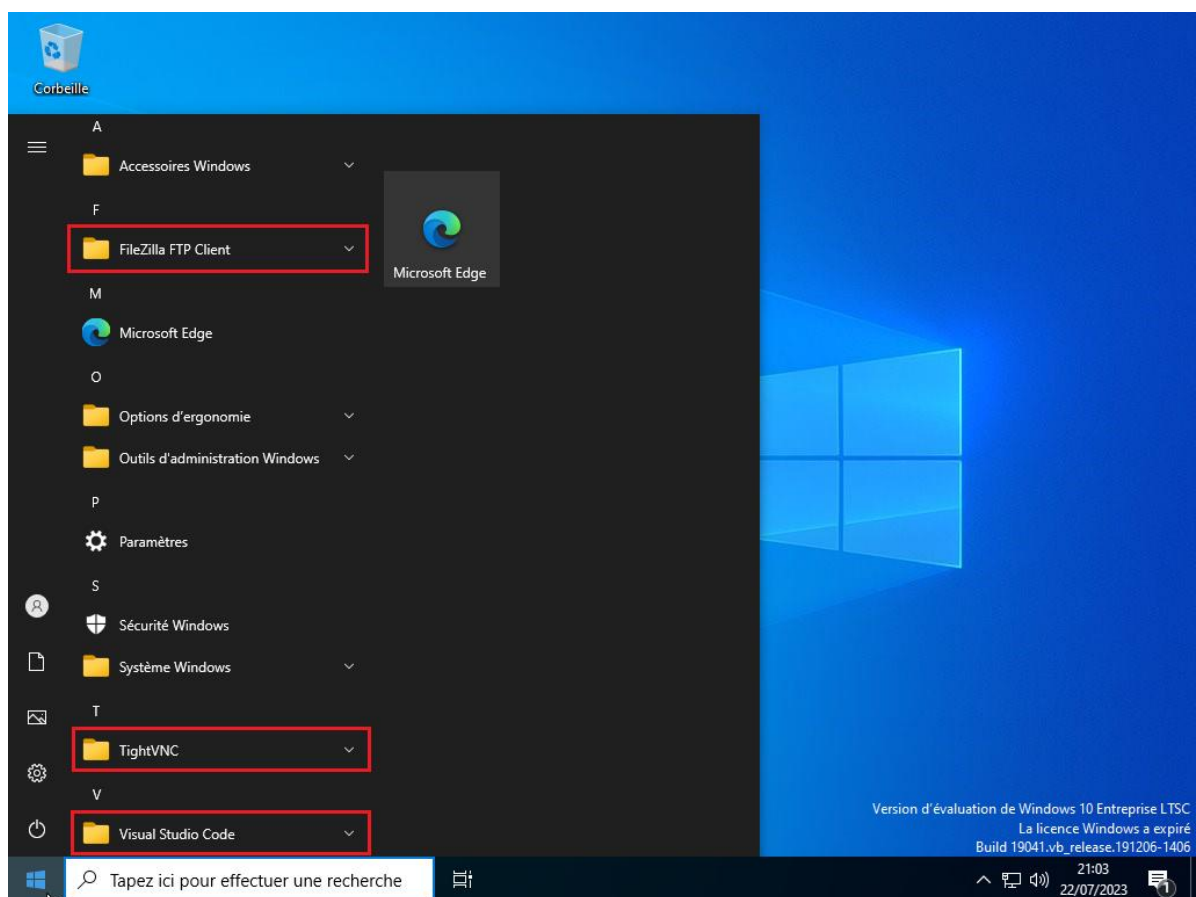 Corbeille
A
Accessoires Windows
F
FileZilla FTP Client
Microsoft Edge
M
Microsoft Edge
O
Options d'ergonomie
Outils d'administration Windows
P
Paramètres
S
Sécurité Windows
Système Windows
T
TightVNC
V
Visual Studio Code
Version d'évaluation de Windows 10 Entreprise LTSC
La licence Windows a expiré
Build 19041.vb_release.191206-1406
Tapez ici pour effectuer une recherche
21:03
22/07/2023
1